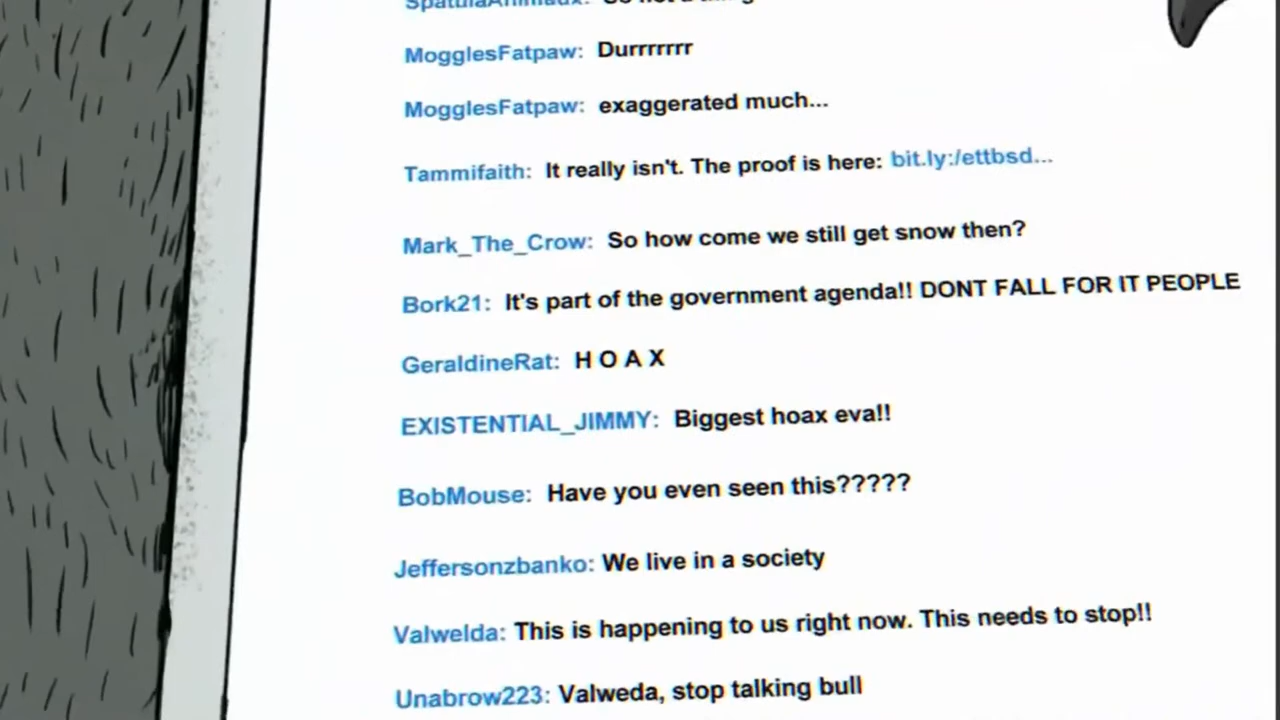 MogglesFatpaw: Durrrrrrr
MogglesFatpaw: exaggerated much...
Tammifaith: It really isn't. The proof is here: bit.ly:/ettbsd...
Mark_The_Crow: So how come we still get snow then?
Bork21: It's part of the government agenda!! DONT FALL FOR IT PEOPLE
GeraldineRat: H O A X
EXISTENTIAL_JIMMY: Biggest hoax eva!!
BobMouse: Have you even seen this?????
Jeffersonzbanko: We live in a society
Valwelda: This is happening to us right now. This needs to stop!!
Unabrow223: Valweda, stop talking bull